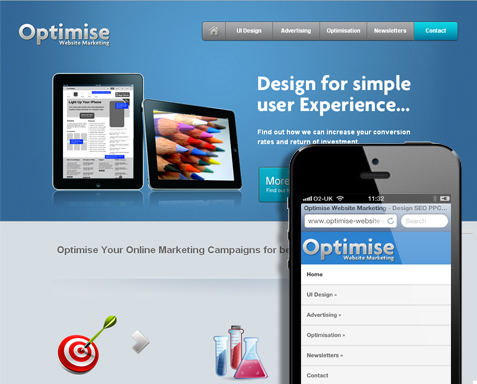 Optimise
Website Marketing
UI Design
Advertising
Optimisation
Newsletters
Contact
Light Up Your iPhone
Design for simple
user Experience...
Find out how we can increase your conversion
rates and return of investment
More
Find out
Optimise Your Online Marketing Campaigns for be
O2-UK 11:32
Optimise Website Marketing - Design SEO PPC...
www.optimise-website- Search
Optimise
Website Marketing
Home
UI Design »
Advertising »
Optimisation »
Newsletters »
Contact